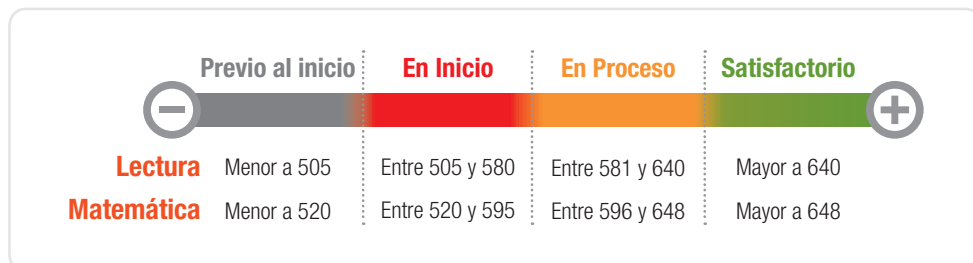 Previo al inicio En Inicio En Proceso Satisfactorio
Lectura Menor a 505 Entre 505 y 580 Entre 581 y 640 Mayor a 640
Matemática Menor a 520 Entre 520 y 595 Entre 596 y 648 Mayor a 648